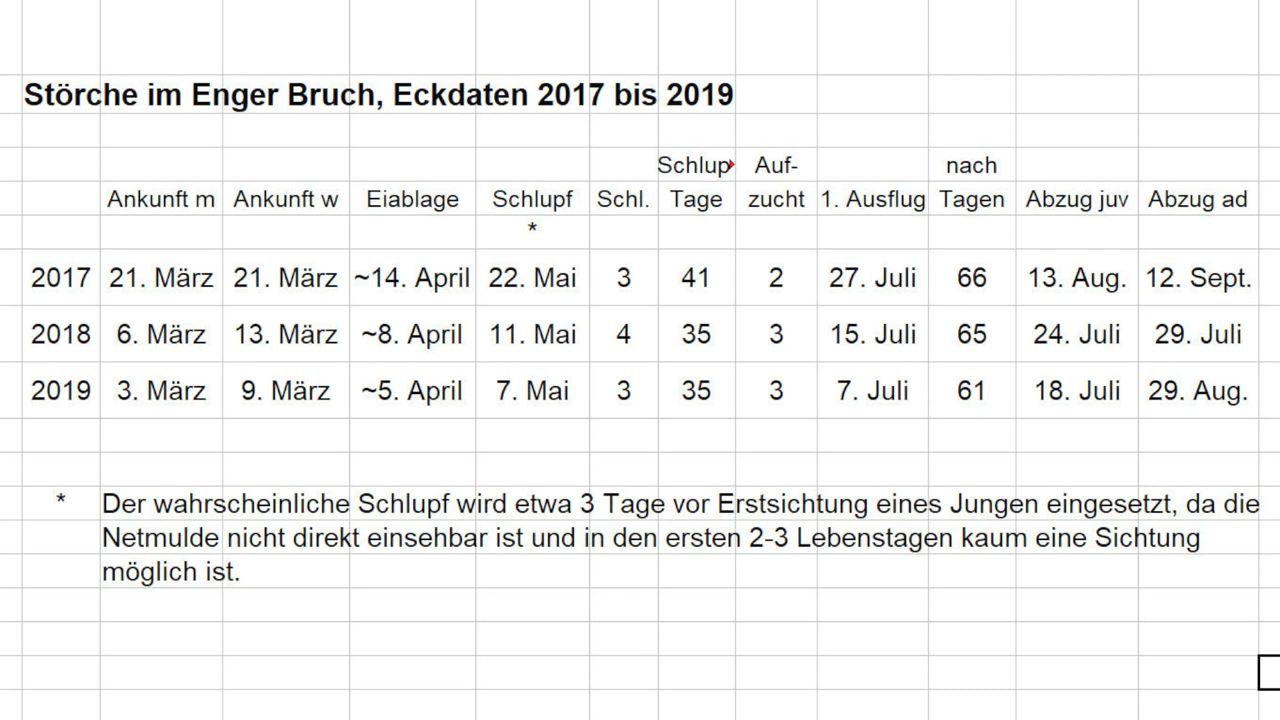 Störche im Enger Bruch, Eckdaten 2017 bis 2019
Schlup Auf- nach
Ankunft m Ankunft w Eiablage Schlupf Schl. Tage zucht 1. Ausflug Tagen Abzug juv Abzug ad
*
2017 21. März 21. März ~14. April 22. Mai 3 41 2 27. Juli 66 13. Aug. 12. Sept.
2018 6. März 13. März ~8. April 11. Mai 4 35 3 15. Juli 65 24. Juli 29. Juli
2019 3. März 9. März ~5. April 7. Mai 3 35 3 7. Juli 61 18. Juli 29. Aug.
* Der wahrscheinliche Schlupf wird etwa 3 Tage vor Erstsichtung eines Jungen eingesetzt, da die
Netmulde nicht direkt einsehbar ist und in den ersten 2-3 Lebenstagen kaum eine Sichtung
möglich ist.